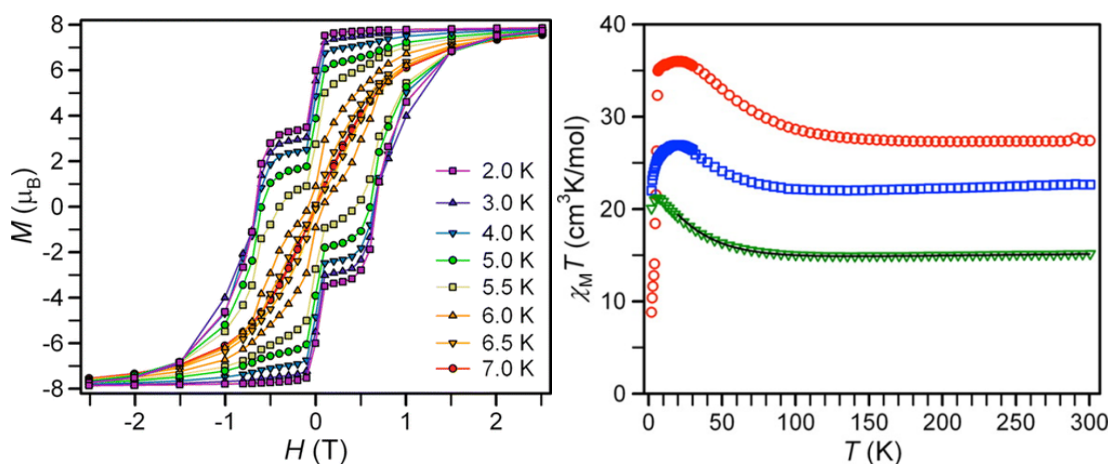 8
6
4
2
0
-2
-4
-6
-8
M (μB)
-2
-1
0
1
2
H (T)
2.0 K
3.0 K
4.0 K
5.0 K
5.5 K
6.0 K
6.5 K
7.0 K
40
30
20
10
0
χMT (cm³K/mol)
0
50
100
150
200
250
300
T (K)